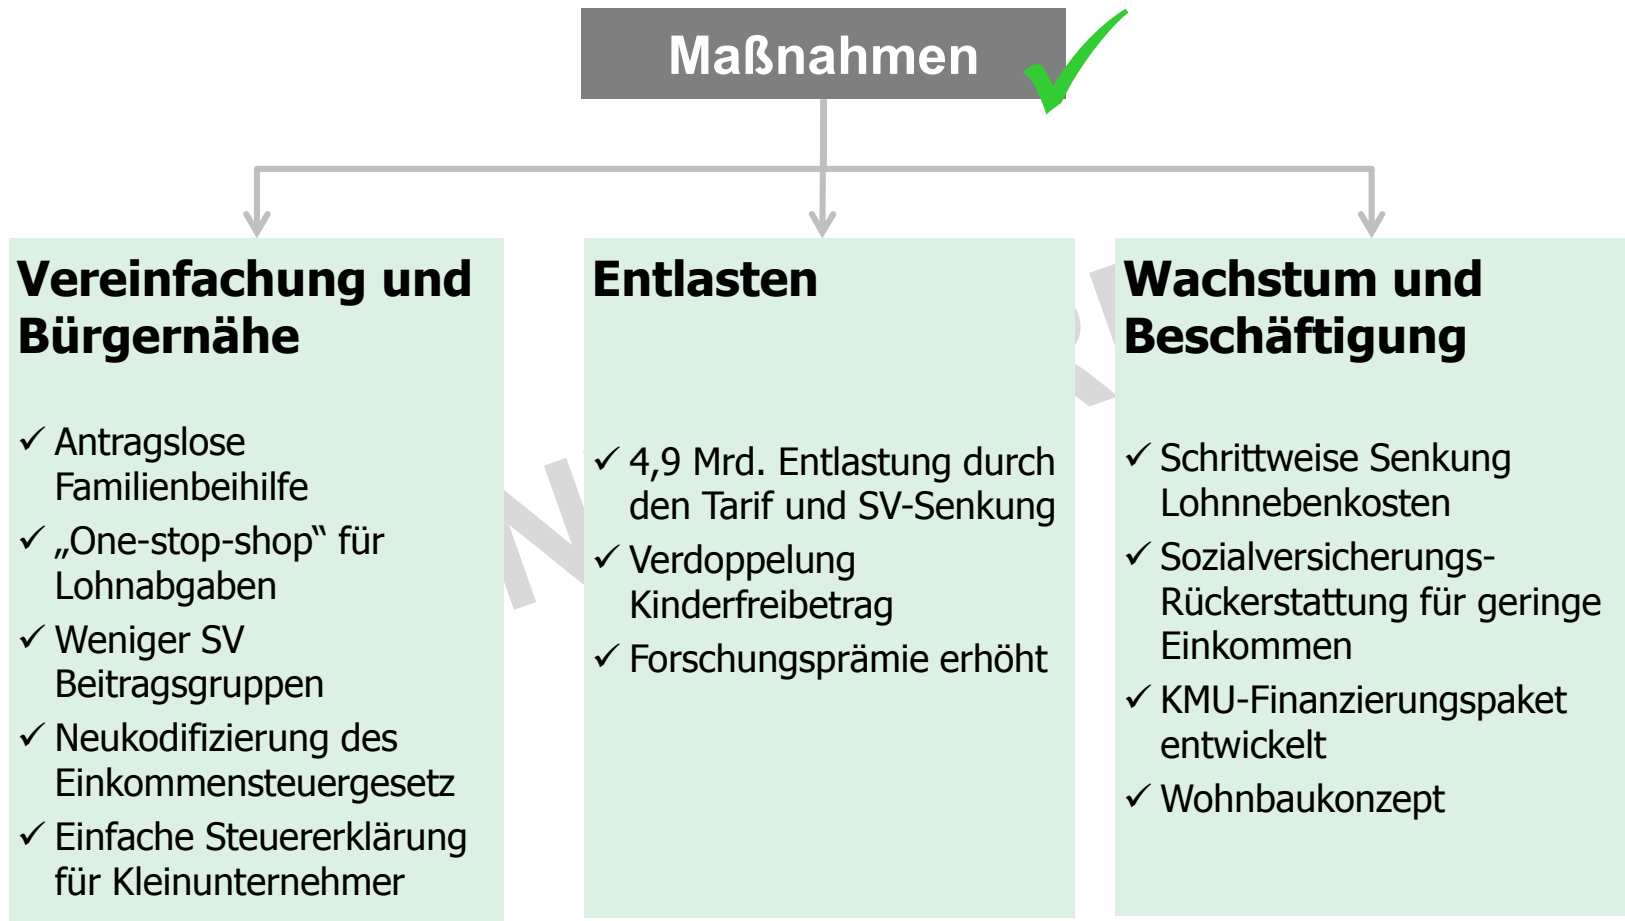 Maßnahmen
Vereinfachung und
Bürgernähe
✓ Antragslose
Familienbeihilfe
✓ „One-stop-shop“ für
Lohnabgaben
✓ Weniger SV
Beitragsgruppen
✓ Neukodifizierung des
Einkommensteuergesetz
✓ Einfache Steuererklärung
für Kleinunternehmer
Entlasten
✓ 4,9 Mrd. Entlastung durch
den Tarif und SV-Senkung
✓ Verdoppelung
Kinderfreibetrag
✓ Forschungsprämie erhöht
Wachstum und
Beschäftigung
✓ Schrittweise Senkung
Lohnnebenkosten
✓ Sozialversicherungs-
Rückerstattung für geringe
Einkommen
✓ KMU-Finanzierungspaket
entwickelt
✓ Wohnbaukonzept